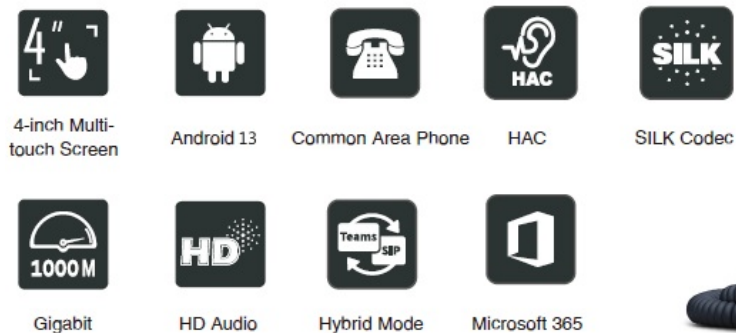 4"
HAC
SILK
4-inch Multi-
touch Screen
Android 13
Common Area Phone
HAC
SILK Codec
1000M
HD
Teams
SIP
Gigabit
HD Audio
Hybrid Mode
Microsoft 365